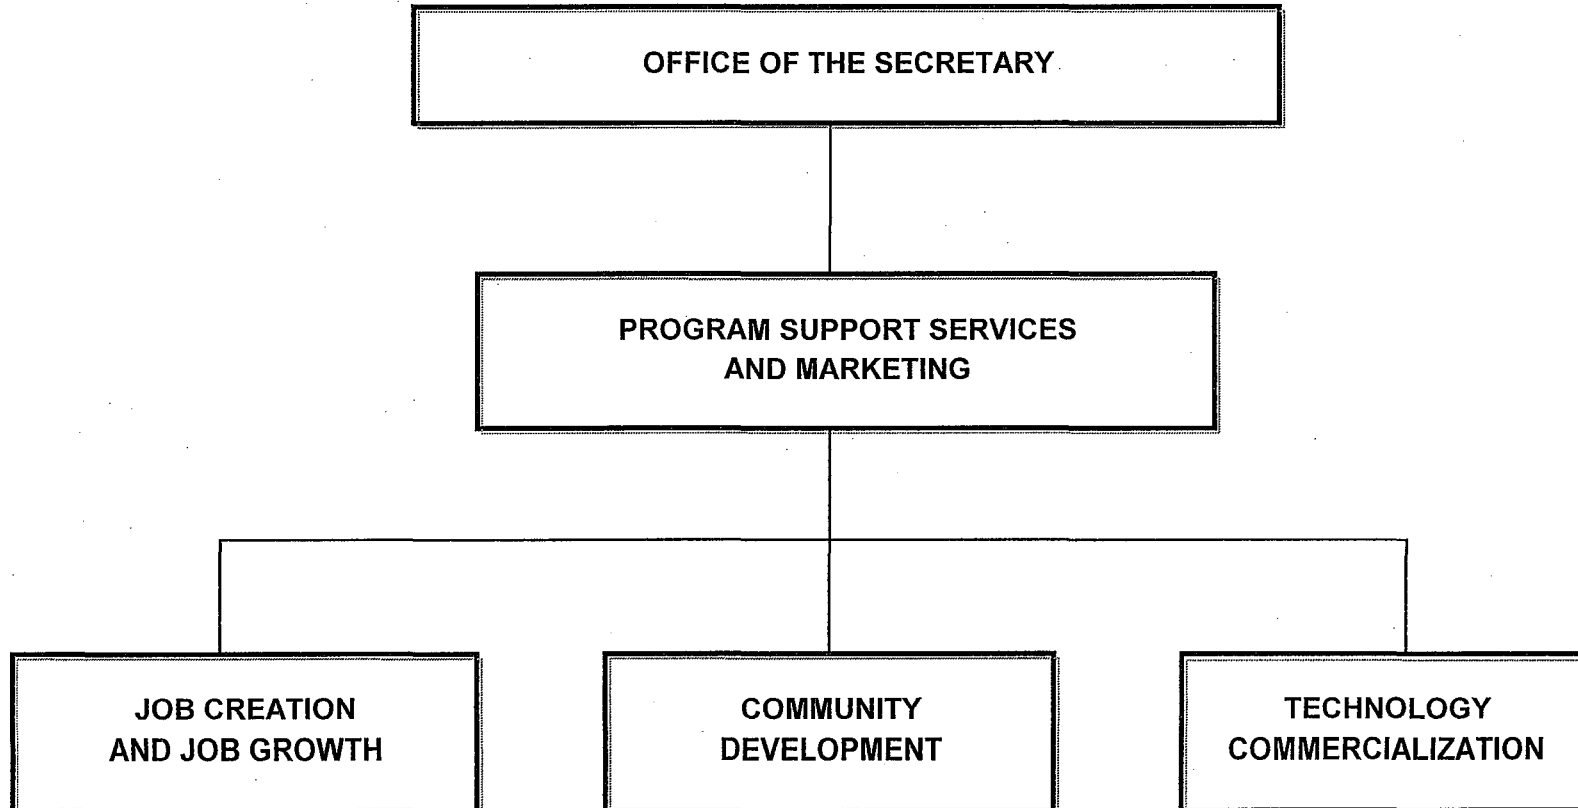 OFFICE OF THE SECRETARY
PROGRAM SUPPORT SERVICES
AND MARKETING
JOB CREATION
AND JOB GROWTH
COMMUNITY
DEVELOPMENT
TECHNOLOGY
COMMERCIALIZATION